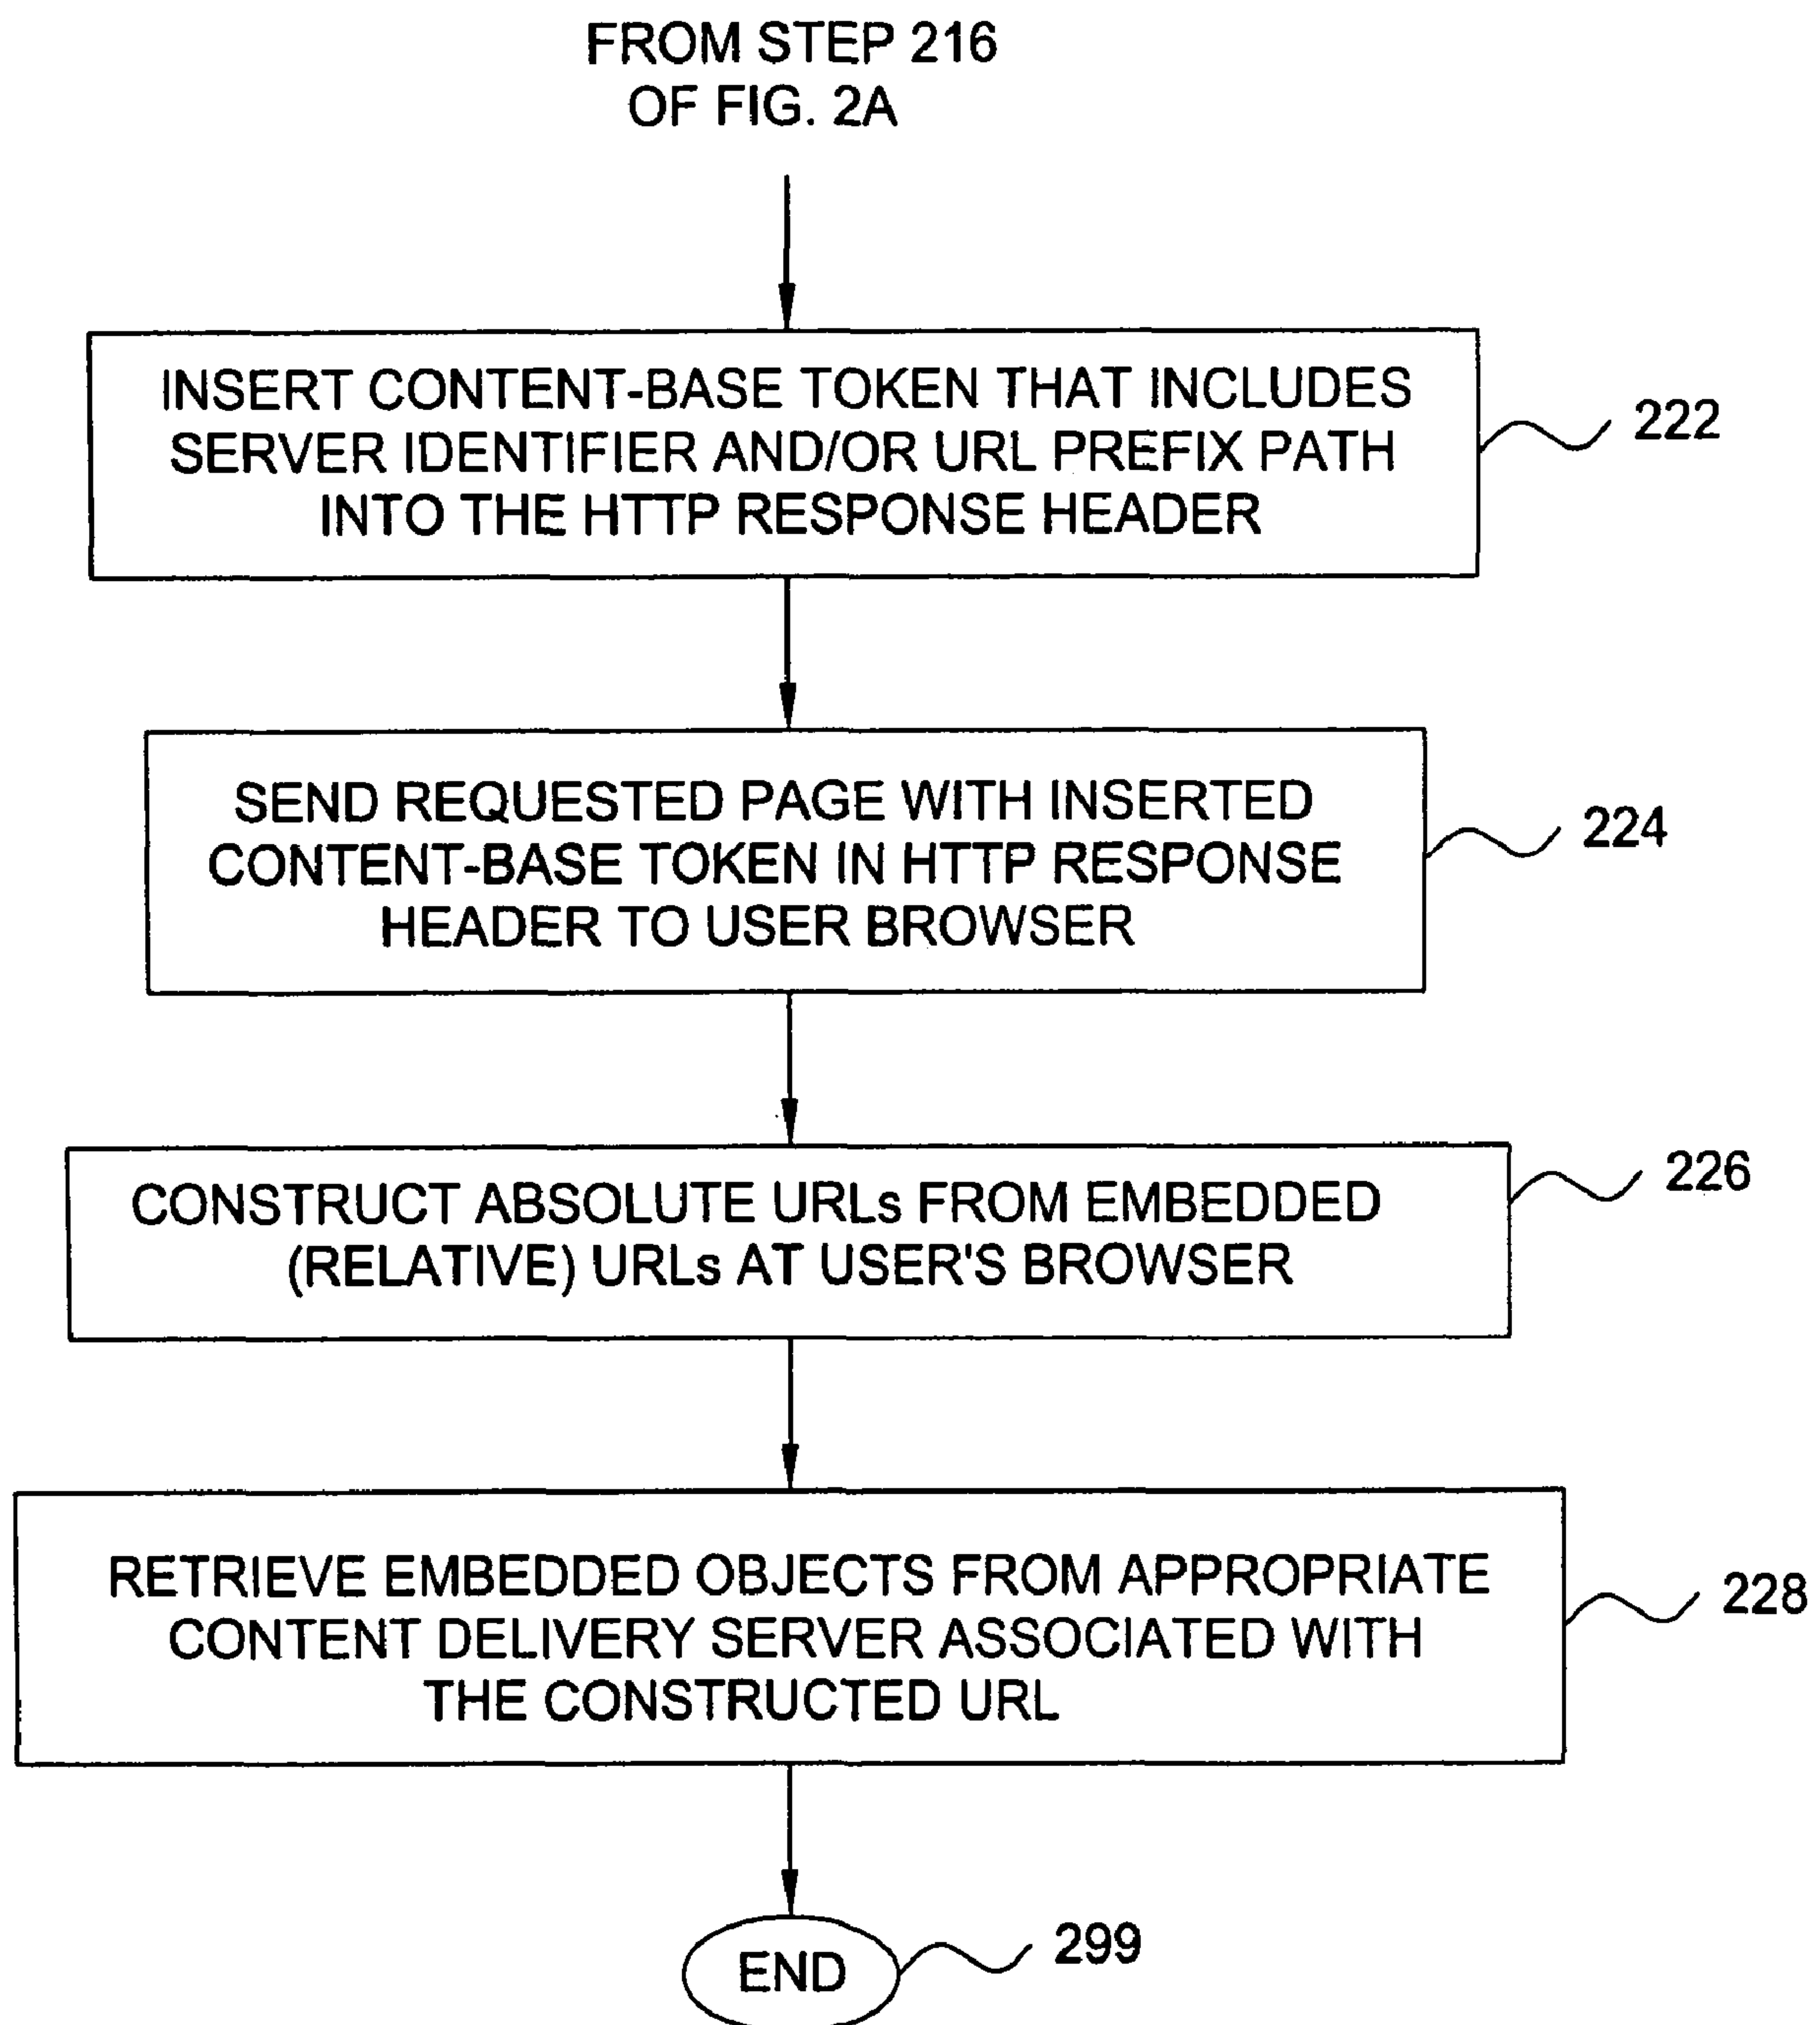 FROM STEP 216
OF FIG. 2A
INSERT CONTENT-BASE TOKEN THAT INCLUDES
SERVER IDENTIFIER AND/OR URL PREFIX PATH
INTO THE HTTP RESPONSE HEADER
222
SEND REQUESTED PAGE WITH INSERTED
CONTENT-BASE TOKEN IN HTTP RESPONSE
HEADER TO USER BROWSER
224
CONSTRUCT ABSOLUTE URLs FROM EMBEDDED
(RELATIVE) URLs AT USER'S BROWSER
226
RETRIEVE EMBEDDED OBJECTS FROM APPROPRIATE
CONTENT DELIVERY SERVER ASSOCIATED WITH
THE CONSTRUCTED URL
228
END
299